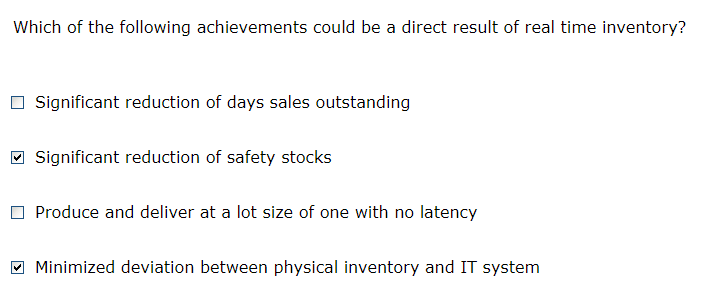 Which of the following achievements could be a direct result of real time inventory?
Significant reduction of days sales outstanding
Significant reduction of safety stocks
Produce and deliver at a lot size of one with no latency
Minimized deviation between physical inventory and IT system